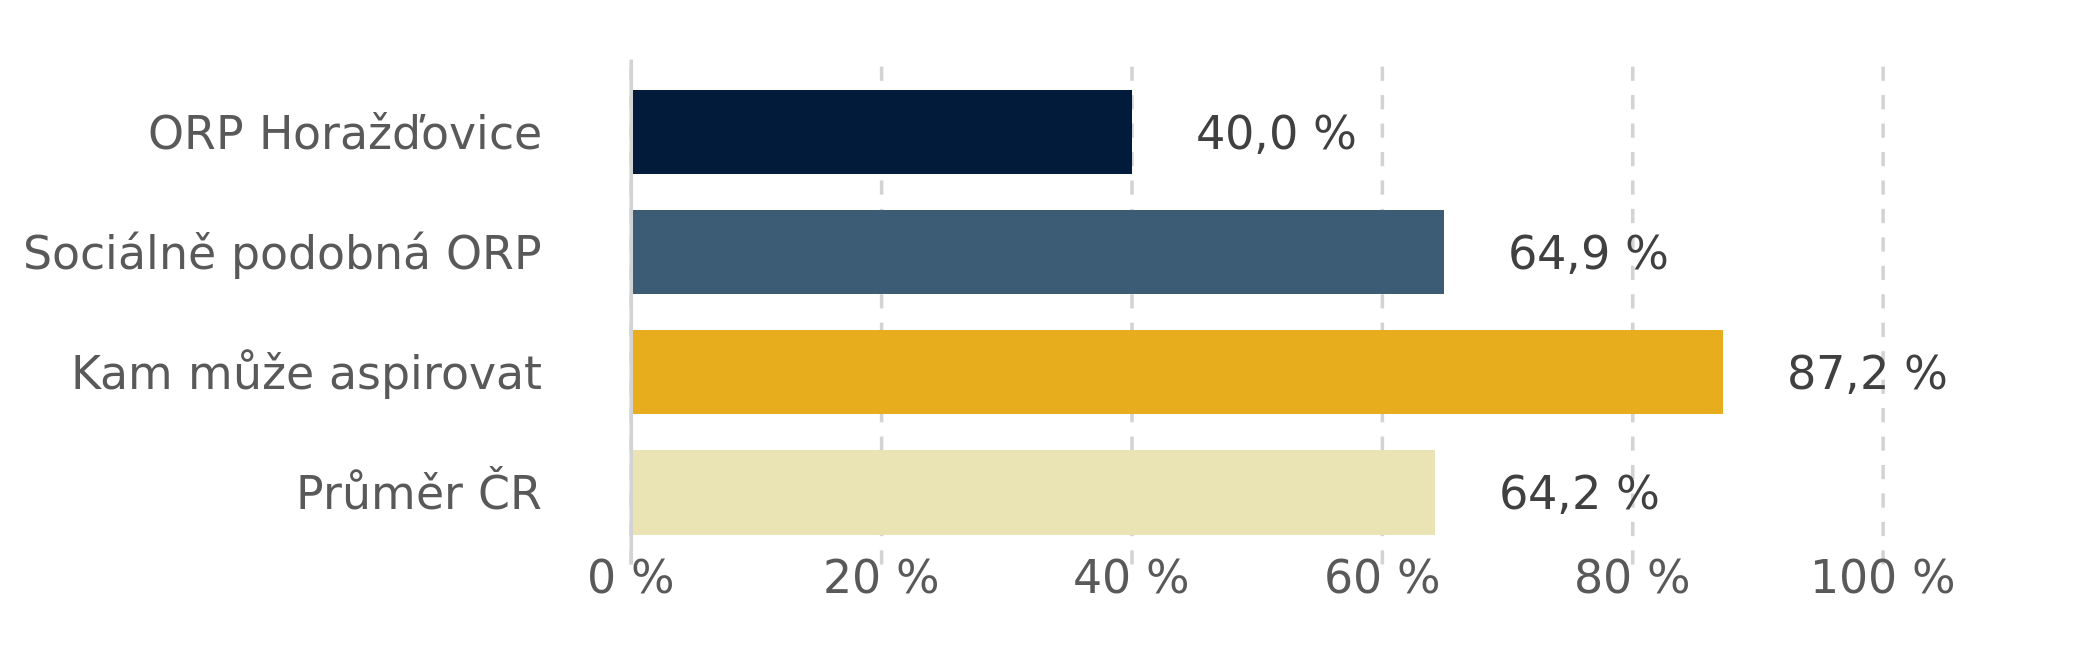 ORP Horažďovice
40,0 %
Sociálně podobná ORP
64,9 %
Kam může aspirovat
87,2 %
Průměr ČR
64,2 %
0 %
20 %
40 %
60 %
80 %
100 %